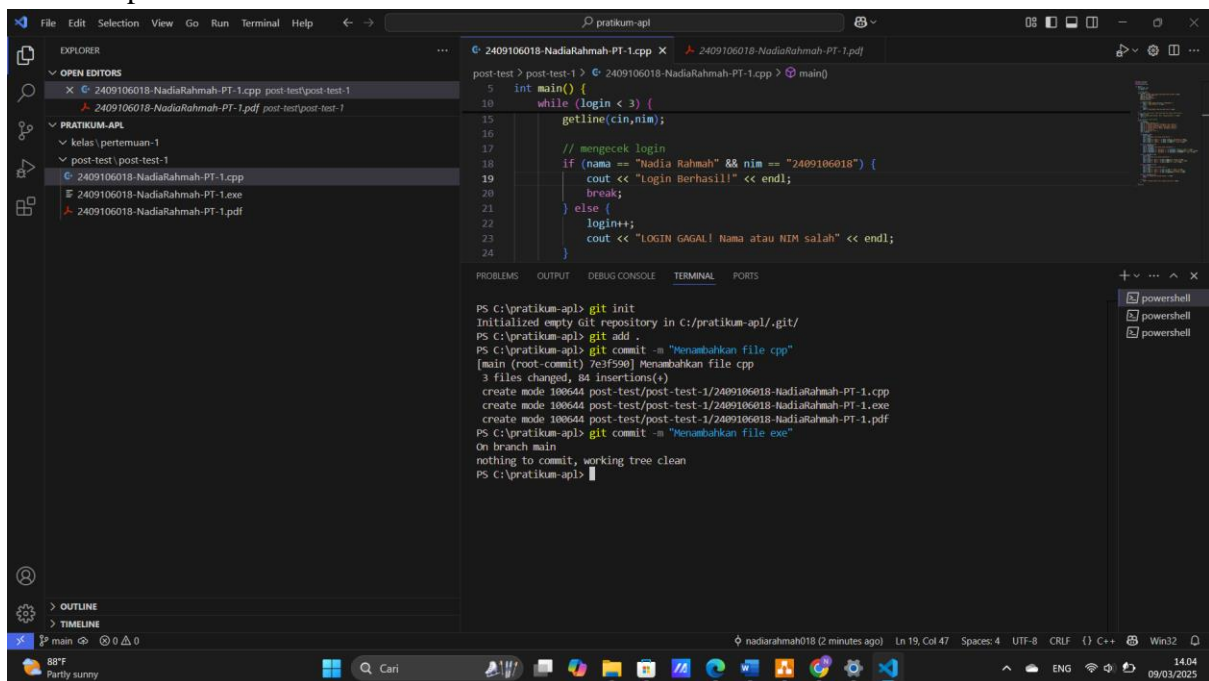 File Edit Selection View Go Run Terminal Help
pratikum-apl
EXPLORER
OPEN EDITORS
2409106018-NadiaRahmah-PT-1.cpp post-test\post-test-1
2409106018-NadiaRahmah-PT-1.pdf post-test\post-test-1
PRATIKUM-APL
kelas \ pertemuan-1
post-test \ post-test-1
2409106018-NadiaRahmah-PT-1.cpp
2409106018-NadiaRahmah-PT-1.exe
2409106018-NadiaRahmah-PT-1.pdf
OUTLINE
TIMELINE
2409106018-NadiaRahmah-PT-1.cpp
2409106018-NadiaRahmah-PT-1.pdf
post-test > post-test-1 > 2409106018-NadiaRahmah-PT-1.cpp > main()
5 int main() {
10 while (login < 3) {
15 getline(cin,nim);
16
17 // mengecek login
18 if (nama == "Nadia Rahmah" && nim == "2409106018") {
19 cout << "Login Berhasil!" << endl;
20 break;
21 } else {
22 login++;
23 cout << "LOGIN GAGAL! Nama atau NIM salah" << endl;
24 }
PROBLEMS OUTPUT DEBUG CONSOLE TERMINAL PORTS
PS C:\pratikum-apl> git init
Initialized empty Git repository in C:/pratikum-apl/.git/
PS C:\pratikum-apl> git add .
PS C:\pratikum-apl> git commit -m "Menambahkan file cpp"
[main (root-commit) 7e3f590] Menambahkan file cpp
3 files changed, 84 insertions(+)
create mode 100644 post-test/post-test-1/2409106018-NadiaRahmah-PT-1.cpp
create mode 100644 post-test/post-test-1/2409106018-NadiaRahmah-PT-1.exe
create mode 100644 post-test/post-test-1/2409106018-NadiaRahmah-PT-1.pdf
PS C:\pratikum-apl> git commit -m "Menambahkan file exe"
On branch main
nothing to commit, working tree clean
PS C:\pratikum-apl>
powershell
powershell
powershell
main 0 0 nadiarahmah018 (2 minutes ago) Ln 19, Col 47 Spaces: 4 UTF-8 CRLF {} C++ Win32
88°F
Partly sunny
Cari
ENG
14.04
09/03/2025